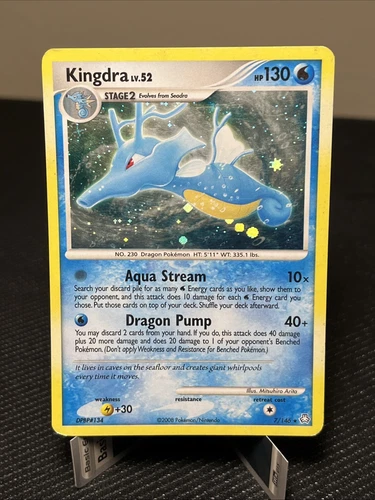 Kingdra LV.52 HP 130
STAGE 2 Evolves from Seadra
NO. 230 Dragon Pokémon HT: 5'11" WT: 335.1 lbs.
Aqua Stream 10×
Search your discard pile for as many Energy cards as you like, show them to
your opponent, and this attack does 10 damage for each Energy card you
chose. Put those cards on top of your deck. Shuffle your deck afterward.
Dragon Pump 40+
You may discard 2 cards from your hand. If you do, this attack does 40 damage
plus 20 more damage and does 20 damage to 1 of your opponent's Benched
Pokémon. (Don't apply Weakness and Resistance for Benched Pokémon.)
It lives in caves on the seafloor and creates giant whirlpools
every time it moves.
Illus. Mitsuhiro Arita
weakness resistance retreat cost
+30
DPBP#134 ©2008 Pokémon/Nintendo 7/146